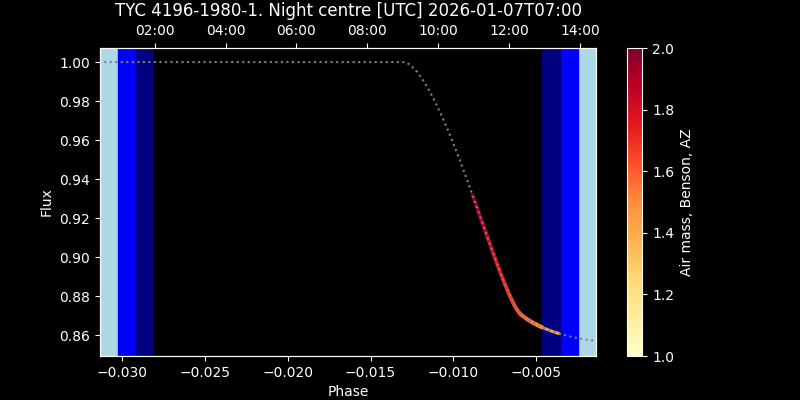 TYC 4196-1980-1. Night centre [UTC] 2026-01-07T07:00
02:00 04:00 06:00 08:00 10:00 12:00 14:00
1.00
0.98
0.96
0.94
0.92
0.90
0.88
0.86
Flux
−0.030 −0.025 −0.020 −0.015 −0.010 −0.005
Phase
2.0
1.8
1.6
1.4
1.2
1.0
Air mass, Benson, AZ